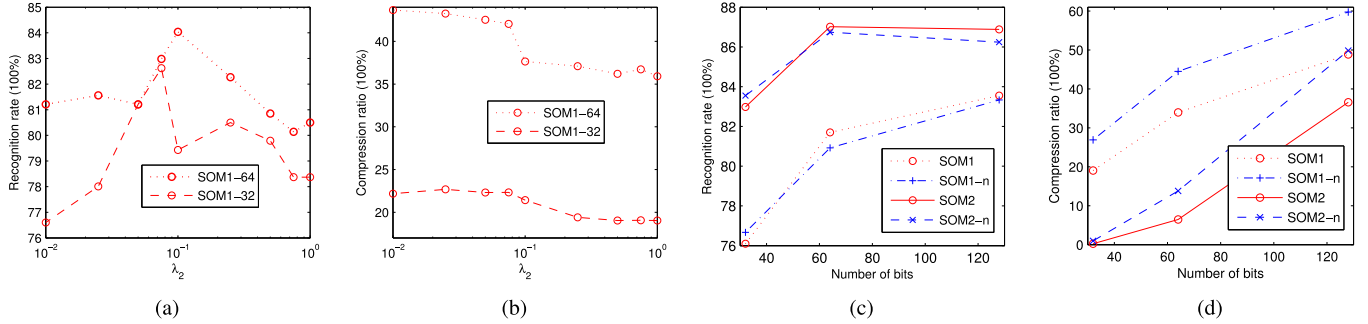 85
84
83
82
81
80
79
78
77
76
10⁻²
10⁻¹
10⁰
Recognition rate (100%)
λ₂
SOM1−64
SOM1−32
(a)
40
35
30
25
20
10⁻²
10⁻¹
10⁰
Compression ratio (100%)
λ₂
SOM1−64
SOM1−32
(b)
88
86
84
82
80
78
76
40
60
80
100
120
Recognition rate (100%)
Number of bits
SOM1
SOM1−n
SOM2
SOM2−n
(c)
60
50
40
30
20
10
0
40
60
80
100
120
Compression ratio (100%)
Number of bits
SOM1
SOM1−n
SOM2
SOM2−n
(d)